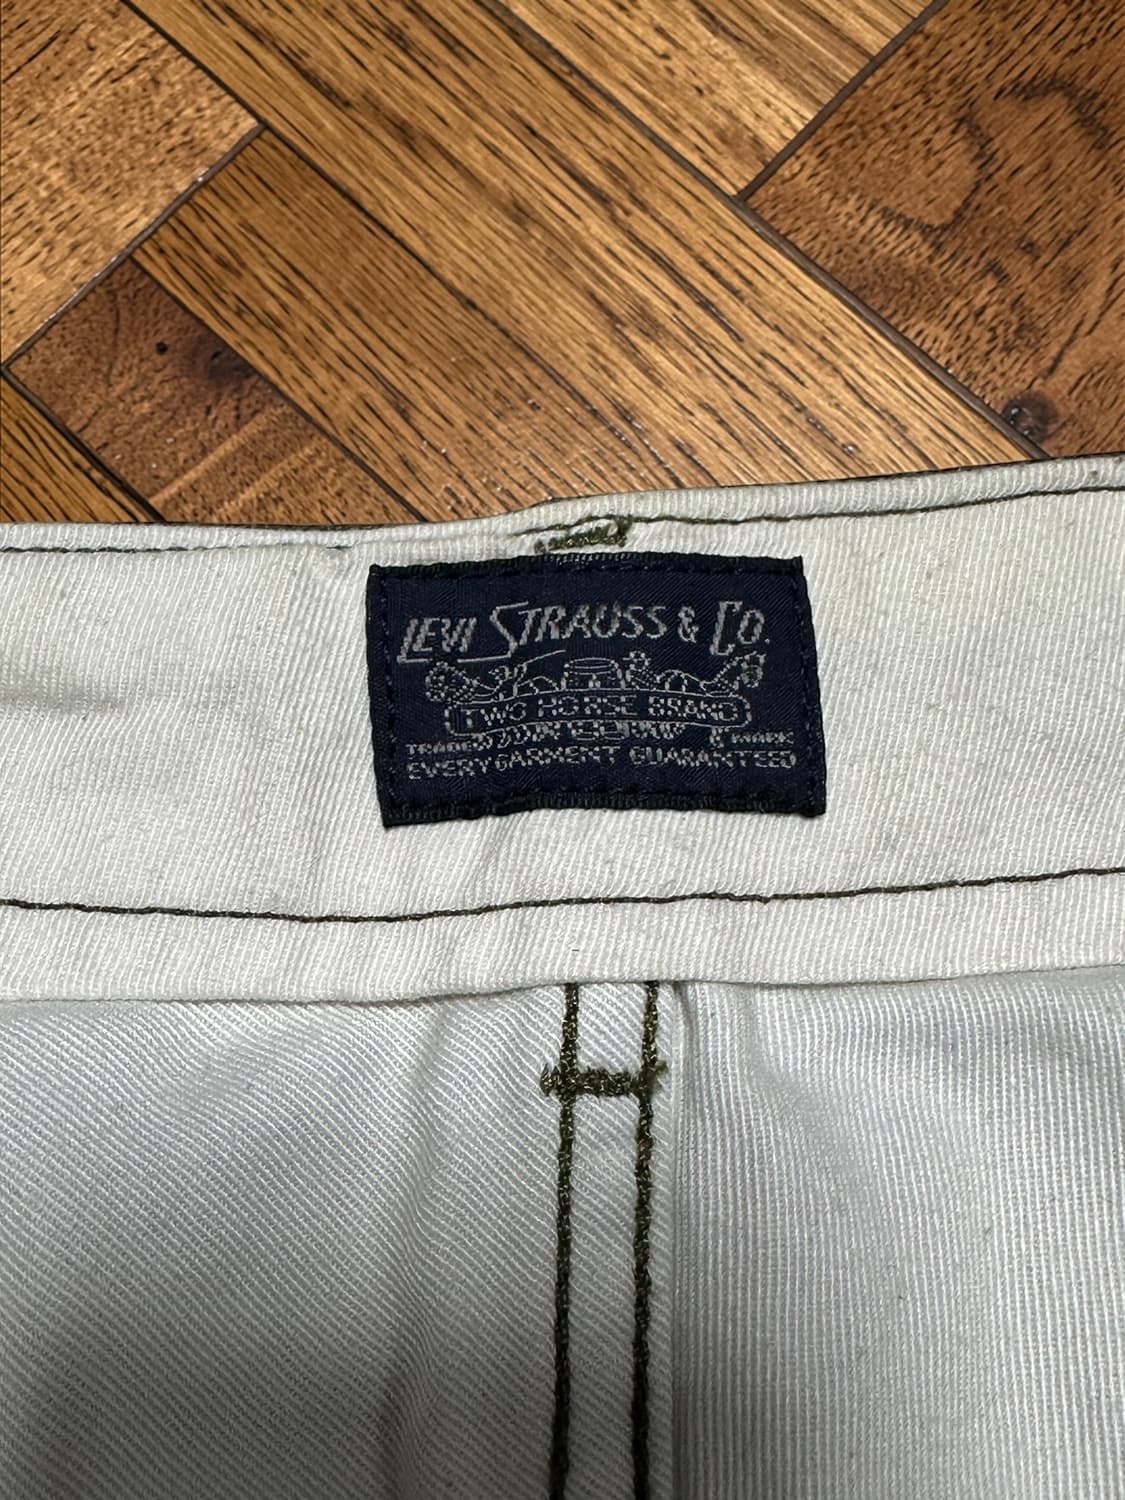 LEVI STRAUSS & CO.
TWO HORSE BRAND
TRADE MARK
EVERY GARMENT GUARANTEED